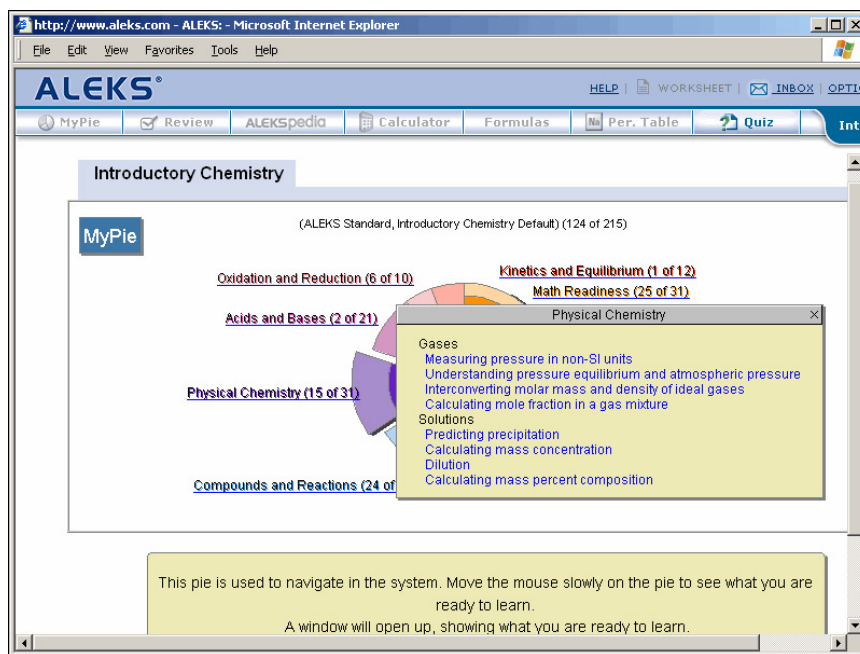 http://www.aleks.com - ALEKS: - Microsoft Internet Explorer
File Edit View Favorites Tools Help
ALEKS®
HELP | WORKSHEET | INBOX | OPTI
MyPie Review ALEKSpedia Calculator Formulas Na Per. Table ? Quiz Int
Introductory Chemistry
(ALEKS Standard, Introductory Chemistry Default) (124 of 215)
MyPie
Oxidation and Reduction (6 of 10)
Kinetics and Equilibrium (1 of 12)
Math Readiness (25 of 31)
Acids and Bases (2 of 21)
Physical Chemistry (15 of 31)
Compounds and Reactions (24 of
Physical Chemistry
Gases
Measuring pressure in non-SI units
Understanding pressure equilibrium and atmospheric pressure
Interconverting molar mass and density of ideal gases
Calculating mole fraction in a gas mixture
Solutions
Predicting precipitation
Calculating mass concentration
Dilution
Calculating mass percent composition
This pie is used to navigate in the system. Move the mouse slowly on the pie to see what you are
ready to learn.
A window will open up, showing what you are ready to learn.